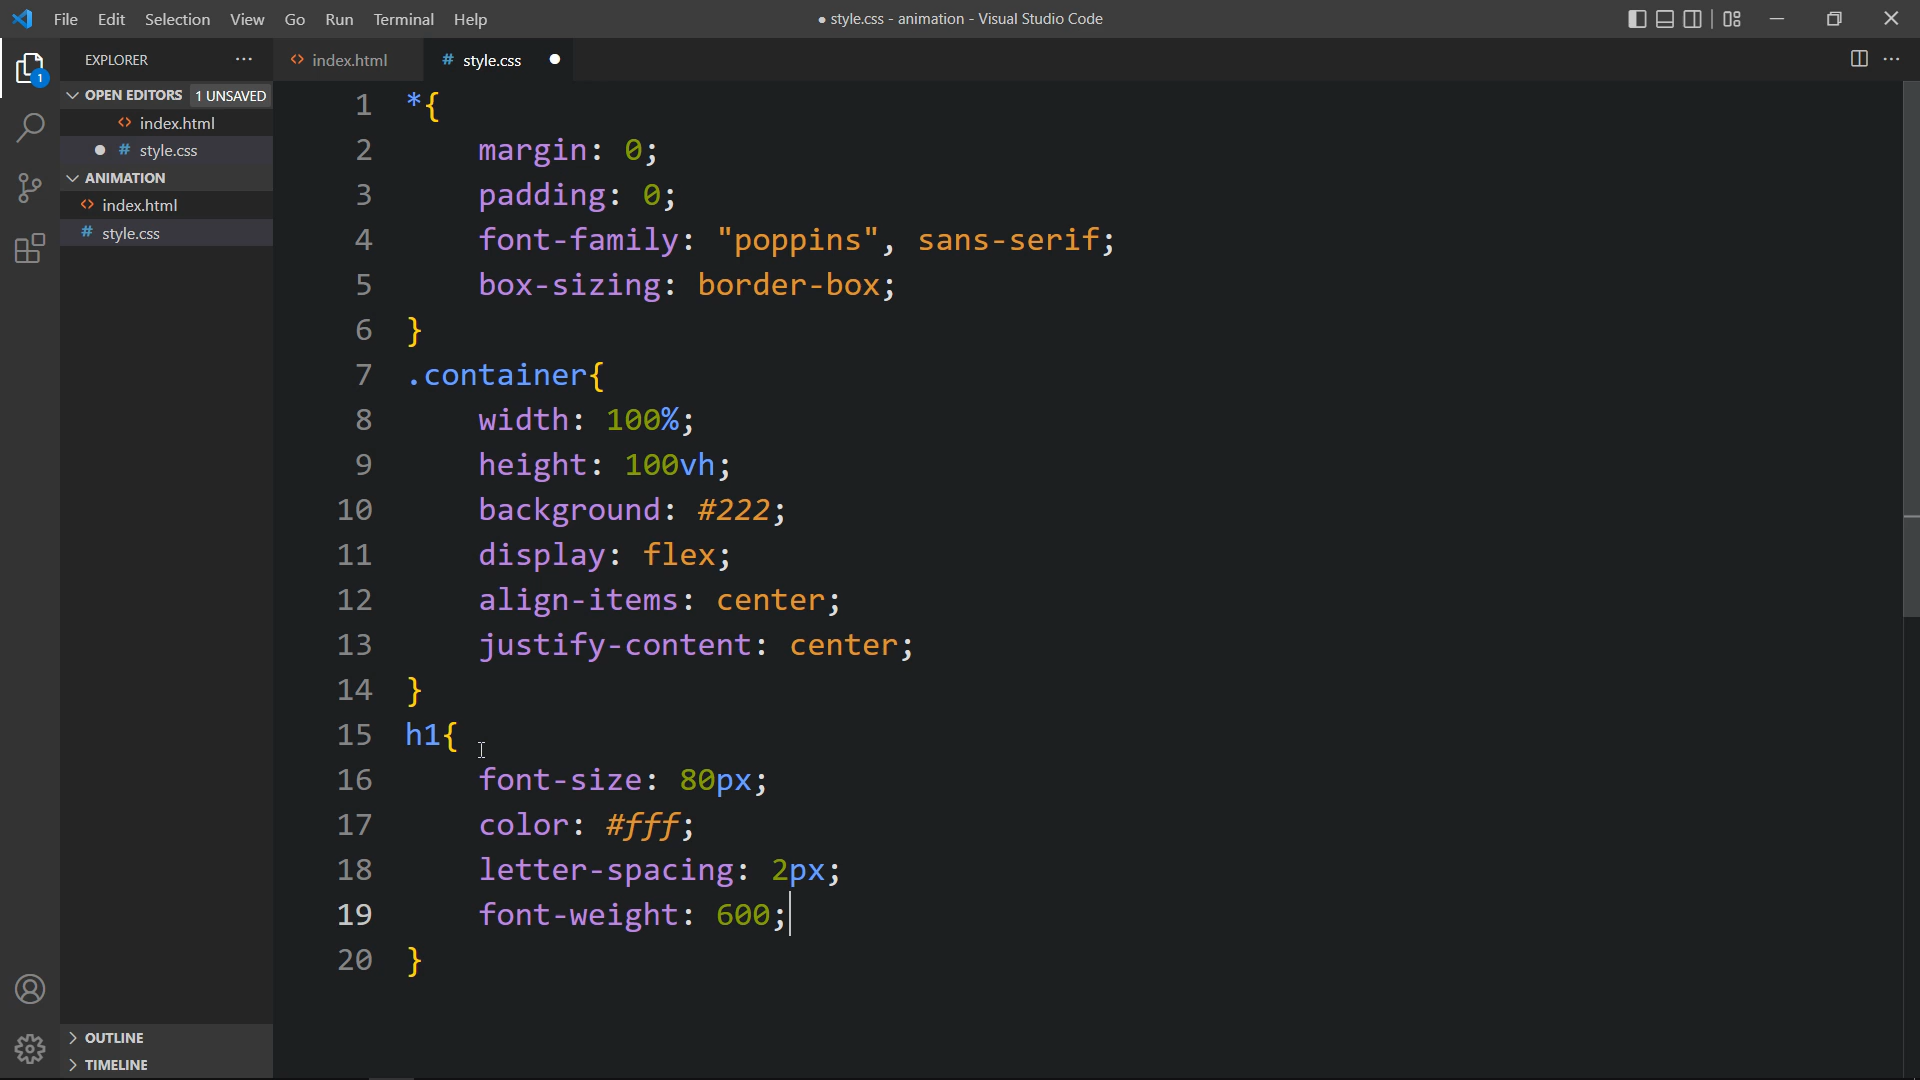 File Edit Selection View Go Run Terminal Help
● style.css - animation - Visual Studio Code
EXPLORER ···
1
OPEN EDITORS 1 UNSAVED
<> index.html
● # style.css
ANIMATION
<> index.html
# style.css
OUTLINE
TIMELINE
<> index.html # style.css ●
1 *{
2 margin: 0;
3 padding: 0;
4 font-family: "poppins", sans-serif;
5 box-sizing: border-box;
6 }
7 .container{
8 width: 100%;
9 height: 100vh;
10 background: #222;
11 display: flex;
12 align-items: center;
13 justify-content: center;
14 }
15 h1{
16 font-size: 80px;
17 color: #fff;
18 letter-spacing: 2px;
19 font-weight: 600;
20 }